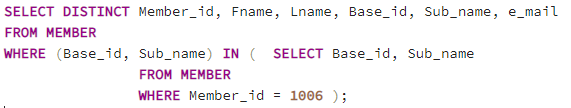 SELECT DISTINCT Member_id, Fname, Lname, Base_id, Sub_name, e_mail
FROM MEMBER
WHERE (Base_id, Sub_name) IN ( SELECT Base_id, Sub_name
FROM MEMBER
WHERE Member_id = 1006 );